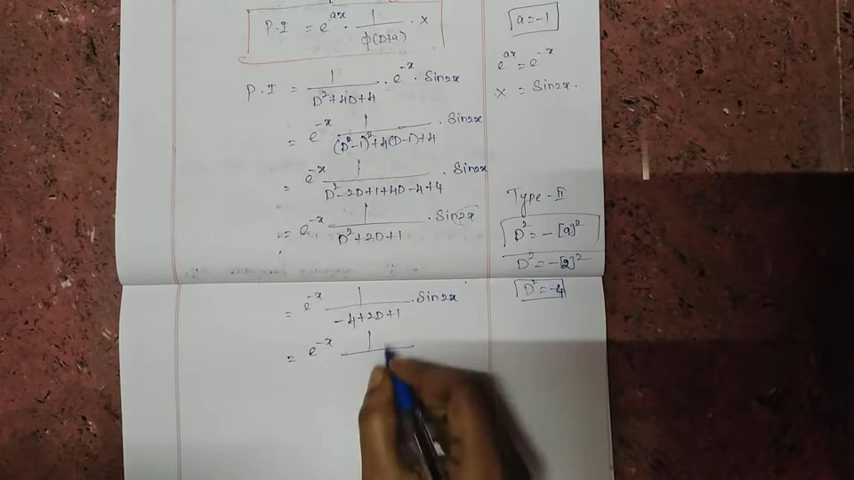 P.I = e^ax · 1/ϕ(D+a) · x
a = -1
e^ax = e^-x
x = Sin2x.
P.I = 1/D²+4D+4 · e^-x · Sin2x
= e^-x 1/(D²-1)²+4(D-1)+4 · Sin2x
= e^-x 1/D²-2D+1+4D-4+4 · Sin2x
= e^-x 1/D²+2D+1 · Sin2x
Type-II
D² = -[a]²
D² = -[2]²
D² = -4
= e^-x 1/-4+2D+1 · Sin2x
= e^-x 1/